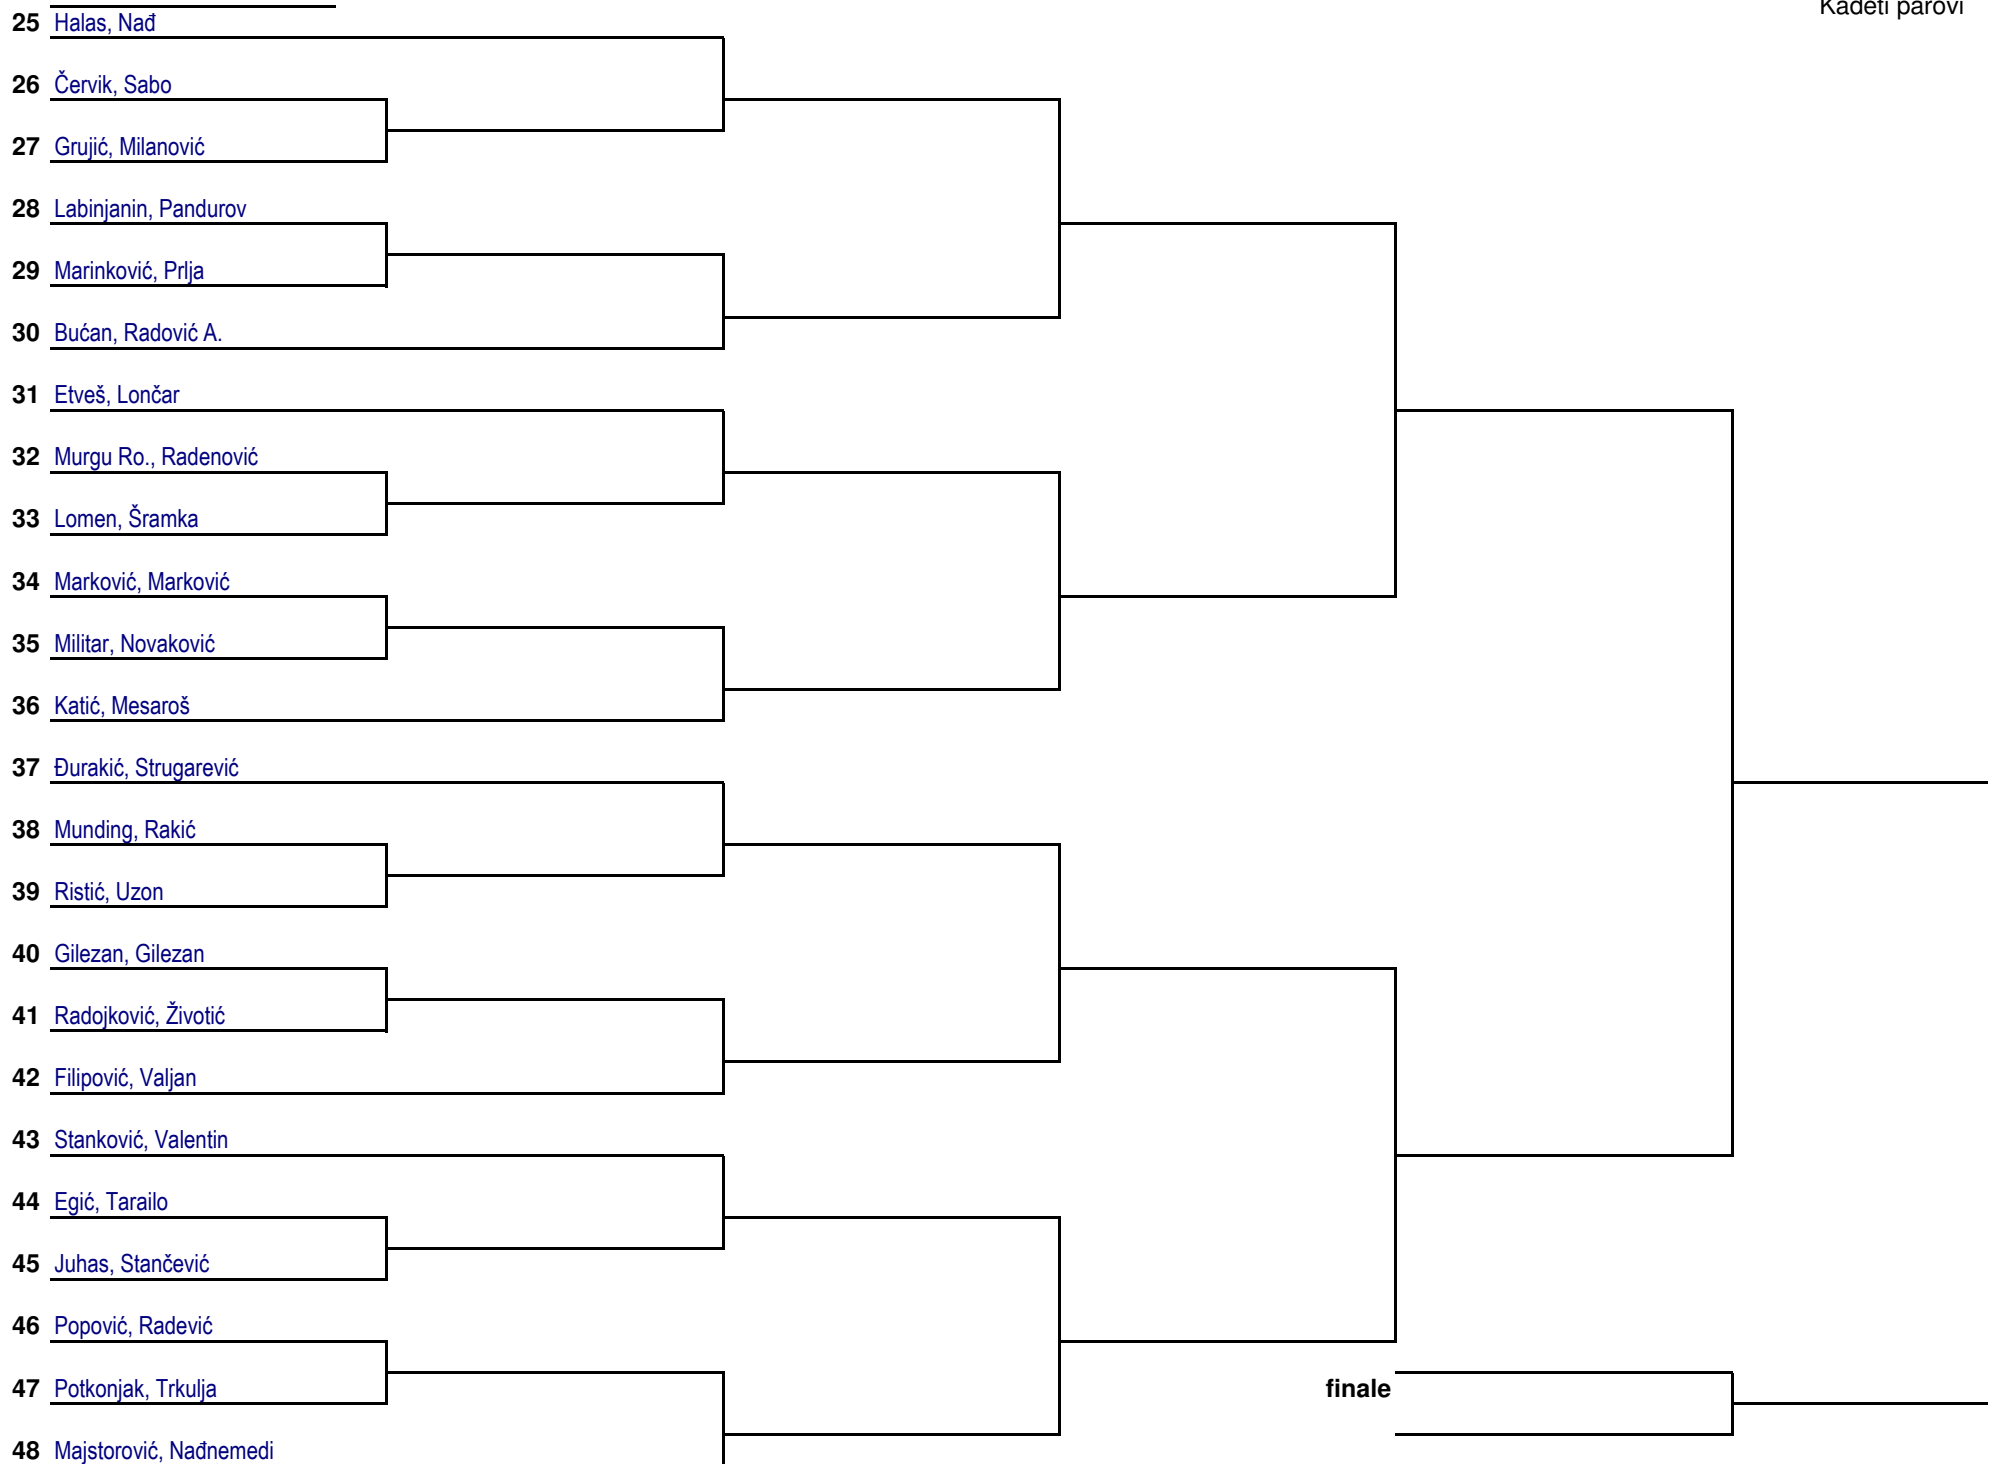 Kadeti parovi
25 Halas, Nađ
26 Červik, Sabo
27 Grujić, Milanović
28 Labinjanin, Pandurov
29 Marinković, Prlja
30 Bućan, Radović A.
31 Etveš, Lončar
32 Murgu Ro., Radenović
33 Lomen, Šramka
34 Marković, Marković
35 Militar, Novaković
36 Katić, Mesaroš
37 Đurakić, Strugarević
38 Munding, Rakić
39 Ristić, Uzon
40 Gilezan, Gilezan
41 Radojković, Životić
42 Filipović, Valjan
43 Stanković, Valentin
44 Egić, Tarailo
45 Juhas, Stančević
46 Popović, Radević
47 Potkonjak, Trkulja
finale
48 Majstorović, Nađnemedi